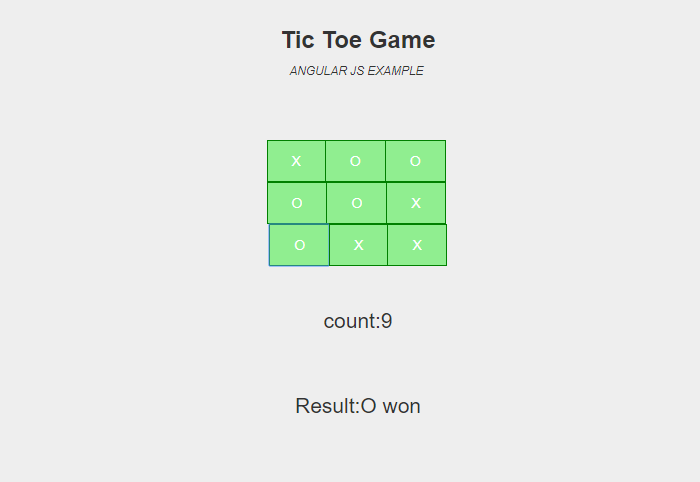 Tic Toe Game
ANGULAR JS EXAMPLE
X O O
O O X
O X X
count:9
Result:O won